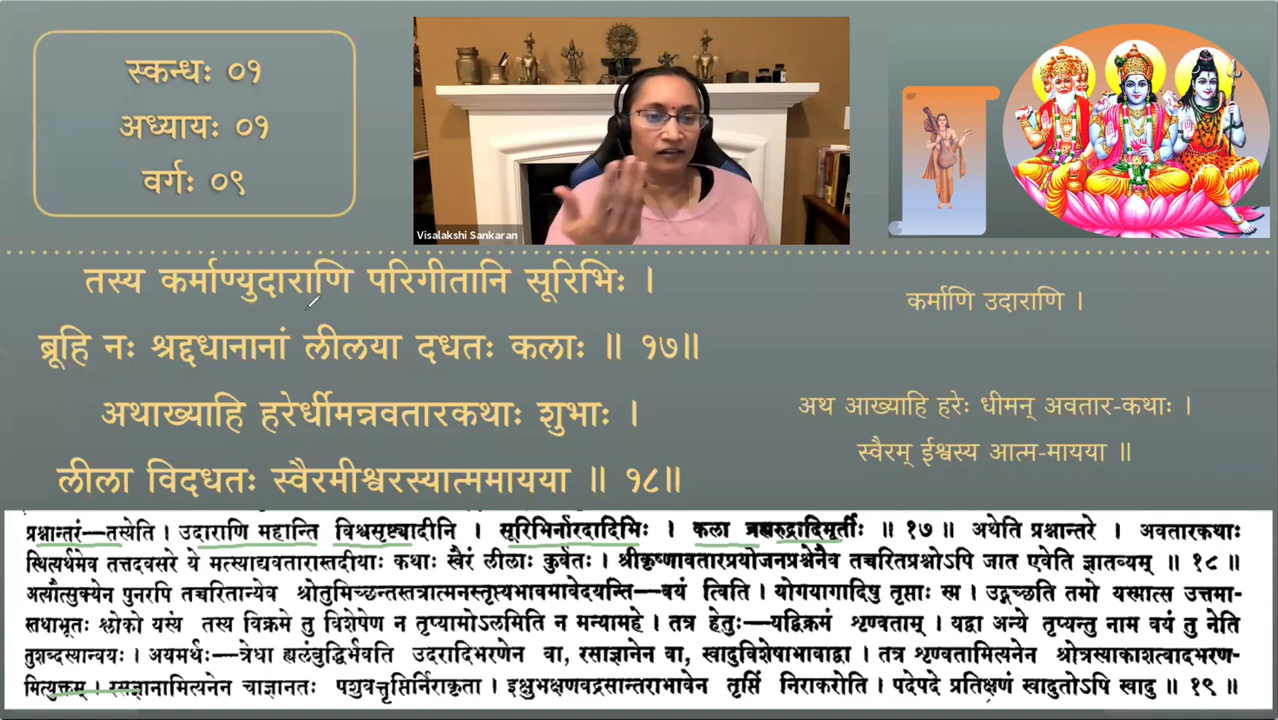 स्कन्धः ०१
अध्यायः ०१
वर्गः ०९
Visalakshi Sankaran
तस्य कर्माण्युदाराणि परिगीतानि सूरिभिः ।
ब्रूहि नः श्रद्दधानानां लीलया दधतः कलाः ॥ १७॥
अथाख्याहि हरेर्धीमन्नवतारकथाः शुभाः ।
लीला विदधतः स्वैरमीश्वरस्यात्ममायया ॥ १८॥
कर्माणि उदाराणि ।
अथ आख्याहि हरेः धीमन् अवतार-कथाः ।
स्वैरम् ईश्वस्य आत्म-मायया ॥
प्रश्नान्तरं—तस्येति । उदाराणि महान्ति विश्वसृष्ट्यादीनि । सूरिभिर्नारदादिभिः । कला ब्रह्मरुद्रादिमूर्तीः ॥ १७ ॥ अथेति प्रश्नान्तरे । अवतारकथाः
स्थित्यर्थमेव तत्तदवसरे ये मत्स्याद्यवतारास्तदीयाः कथाः स्वैरं लीलाः कुर्वतः । श्रीकृष्णावतारप्रयोजनप्रश्नेनैव तच्चरितप्रश्नोऽपि जात एवेति ज्ञातव्यम् ॥ १८ ॥
अत्यौत्सुक्येन पुनरपि तच्चरितान्येव श्रोतुमिच्छन्तस्तत्रात्मनस्तृप्त्यभावमावेदयन्ति—वयं त्विति । योगयागादिषु तृप्ताः स्म । उद्गच्छति तमो यस्मात्स उत्तमा-
स्तथाभूतः श्लोको यस्य तस्य विक्रमे तु विशेषेण न तृप्यामोऽलमिति न मन्यामहे । तत्र हेतुः—यद्विक्रमं शृण्वताम् । यद्वा अन्ये तृप्यन्तु नाम वयं तु नेति
तुशब्दस्यान्वयः । अयमर्थः—त्रेधा ह्यलंबुद्धिर्भवति उदरादिभरणेन वा, रसाज्ञानेन वा, स्वादुविशेषाभावाद्वा । तत्र शृण्वतामित्यनेन श्रोत्रस्याकाशत्वादभरण-
मित्युक्तम् । रसज्ञानामित्यनेन चाज्ञानतः पशुवत्तृप्तिर्निराकृता । इक्षुभक्षणवद्रसान्तराभावेन तृप्तिं निराकरोति । पदेपदे प्रतिक्षणं स्वादुतोऽपि स्वादु ॥ १९ ॥